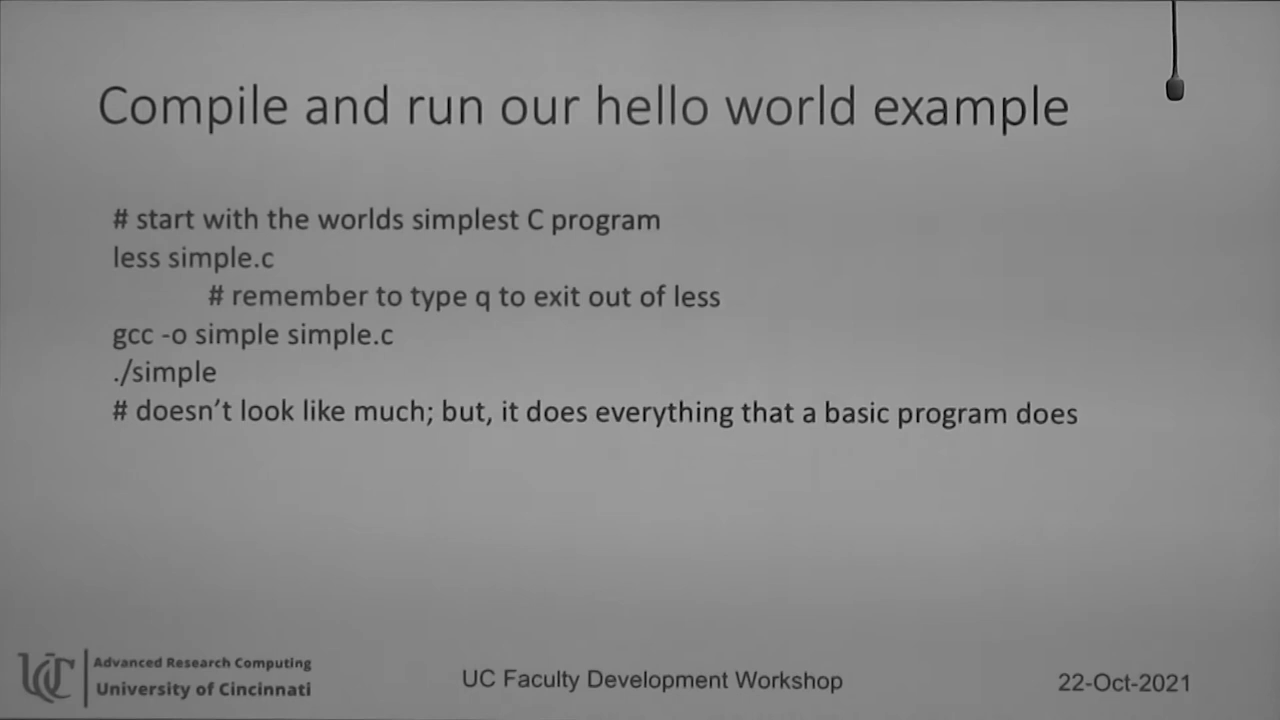 Compile and run our hello world example
# start with the worlds simplest C program
less simple.c
# remember to type q to exit out of less
gcc -o simple simple.c
./simple
# doesn't look like much; but, it does everything that a basic program does
UC Advanced Research Computing
University of Cincinnati
UC Faculty Development Workshop
22-Oct-2021